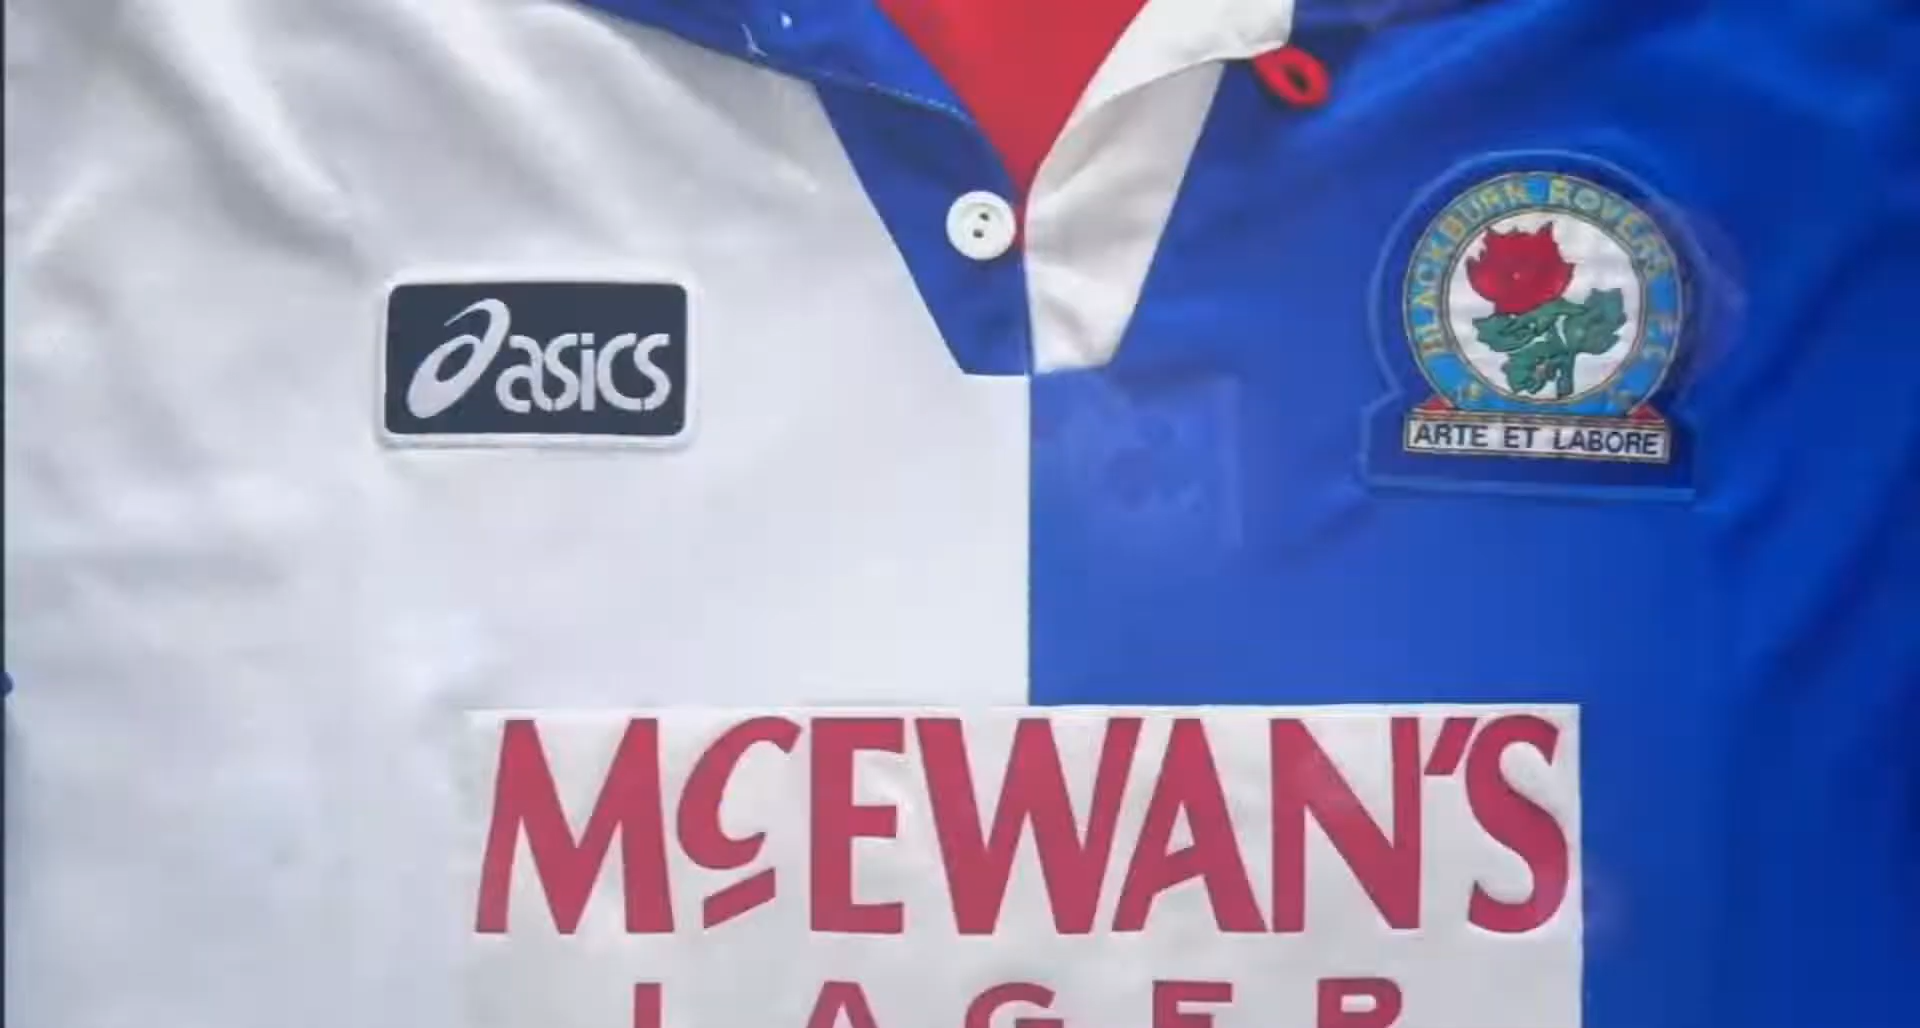 asics
BLACKBURN ROVERS F.C.
ARTE ET LABORE
McEWAN'S
LAGER